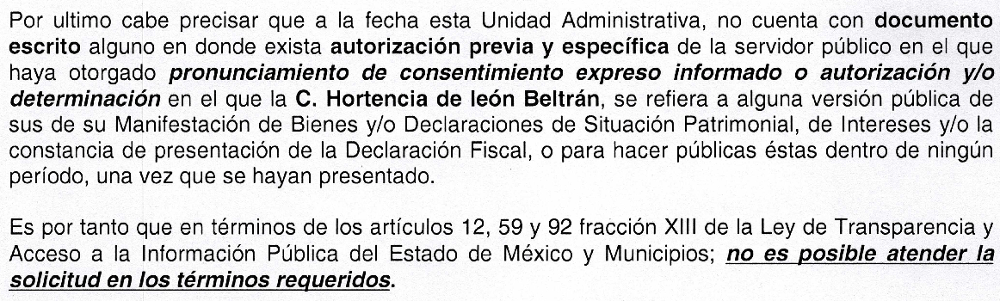 Por ultimo cabe precisar que a la fecha esta Unidad Administrativa, no cuenta con documento
escrito alguno en donde exista autorización previa y específica de la servidor público en el que
haya otorgado pronunciamiento de consentimiento expreso informado o autorización y/o
determinación en el que la C. Hortencia de león Beltrán, se refiera a alguna versión pública de
sus de su Manifestación de Bienes y/o Declaraciones de Situación Patrimonial, de Intereses y/o la
constancia de presentación de la Declaración Fiscal, o para hacer públicas éstas dentro de ningún
período, una vez que se hayan presentado.
Es por tanto que en términos de los artículos 12, 59 y 92 fracción XIII de la Ley de Transparencia y
Acceso a la Información Pública del Estado de México y Municipios; no es posible atender la
solicitud en los términos requeridos.